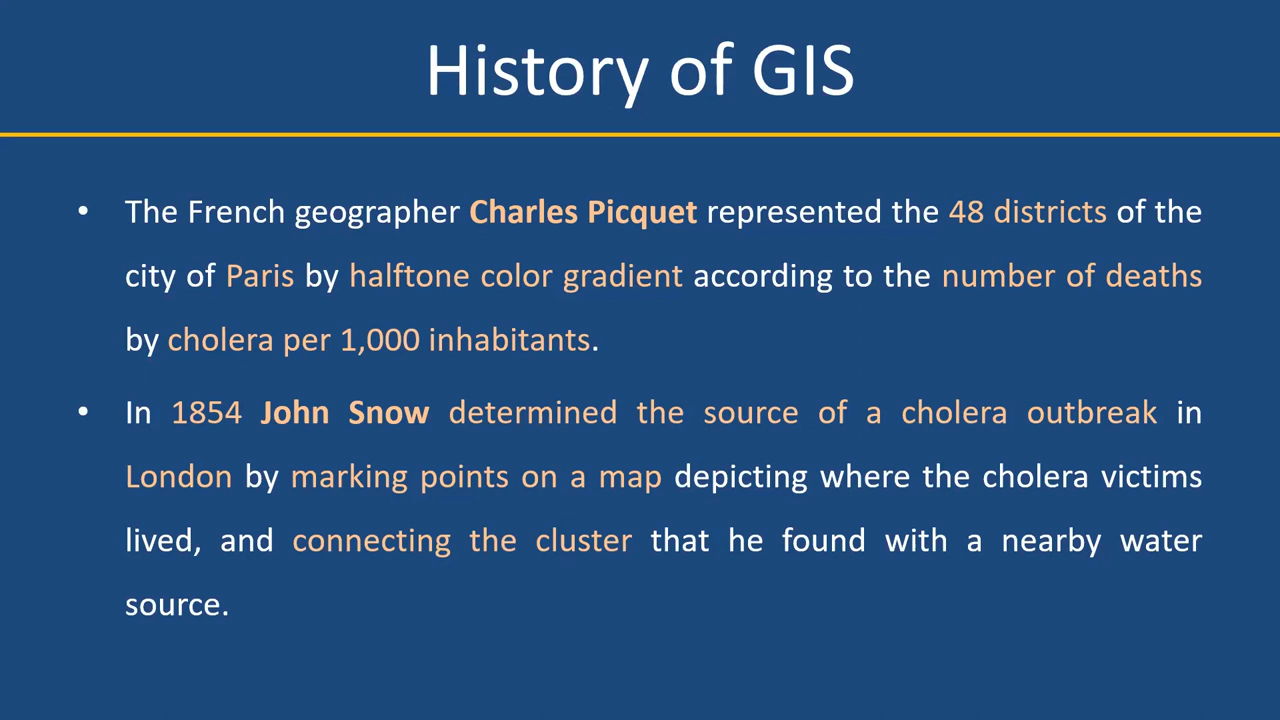 History of GIS
• The French geographer Charles Picquet represented the 48 districts of the
city of Paris by halftone color gradient according to the number of deaths
by cholera per 1,000 inhabitants.
• In 1854 John Snow determined the source of a cholera outbreak in
London by marking points on a map depicting where the cholera victims
lived, and connecting the cluster that he found with a nearby water
source.